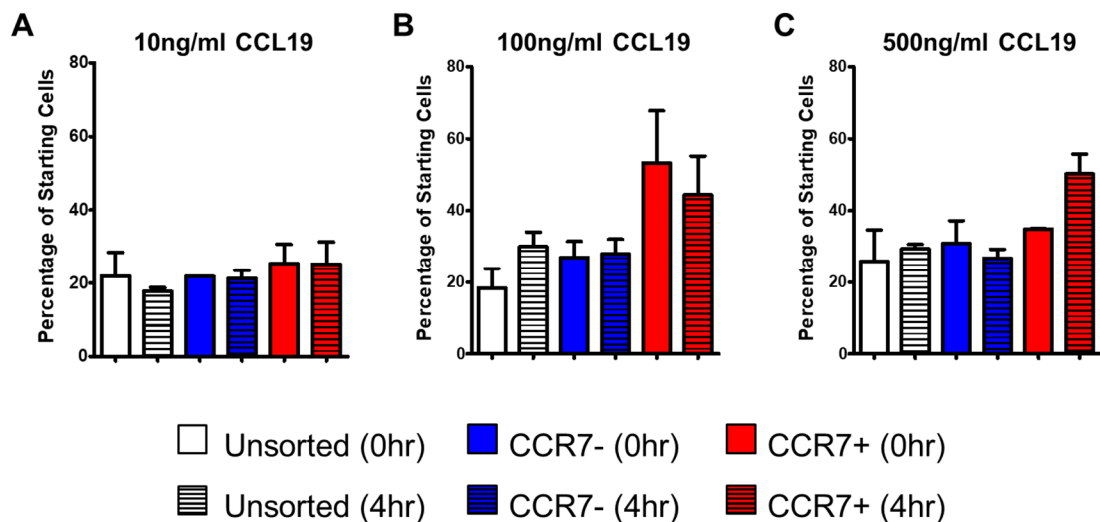 A
10ng/ml CCL19
Percentage of Starting Cells
80
60
40
20
0
B
100ng/ml CCL19
Percentage of Starting Cells
80
60
40
20
0
C
500ng/ml CCL19
Percentage of Starting Cells
80
60
40
20
0
Unsorted (0hr)
CCR7- (0hr)
CCR7+ (0hr)
Unsorted (4hr)
CCR7- (4hr)
CCR7+ (4hr)